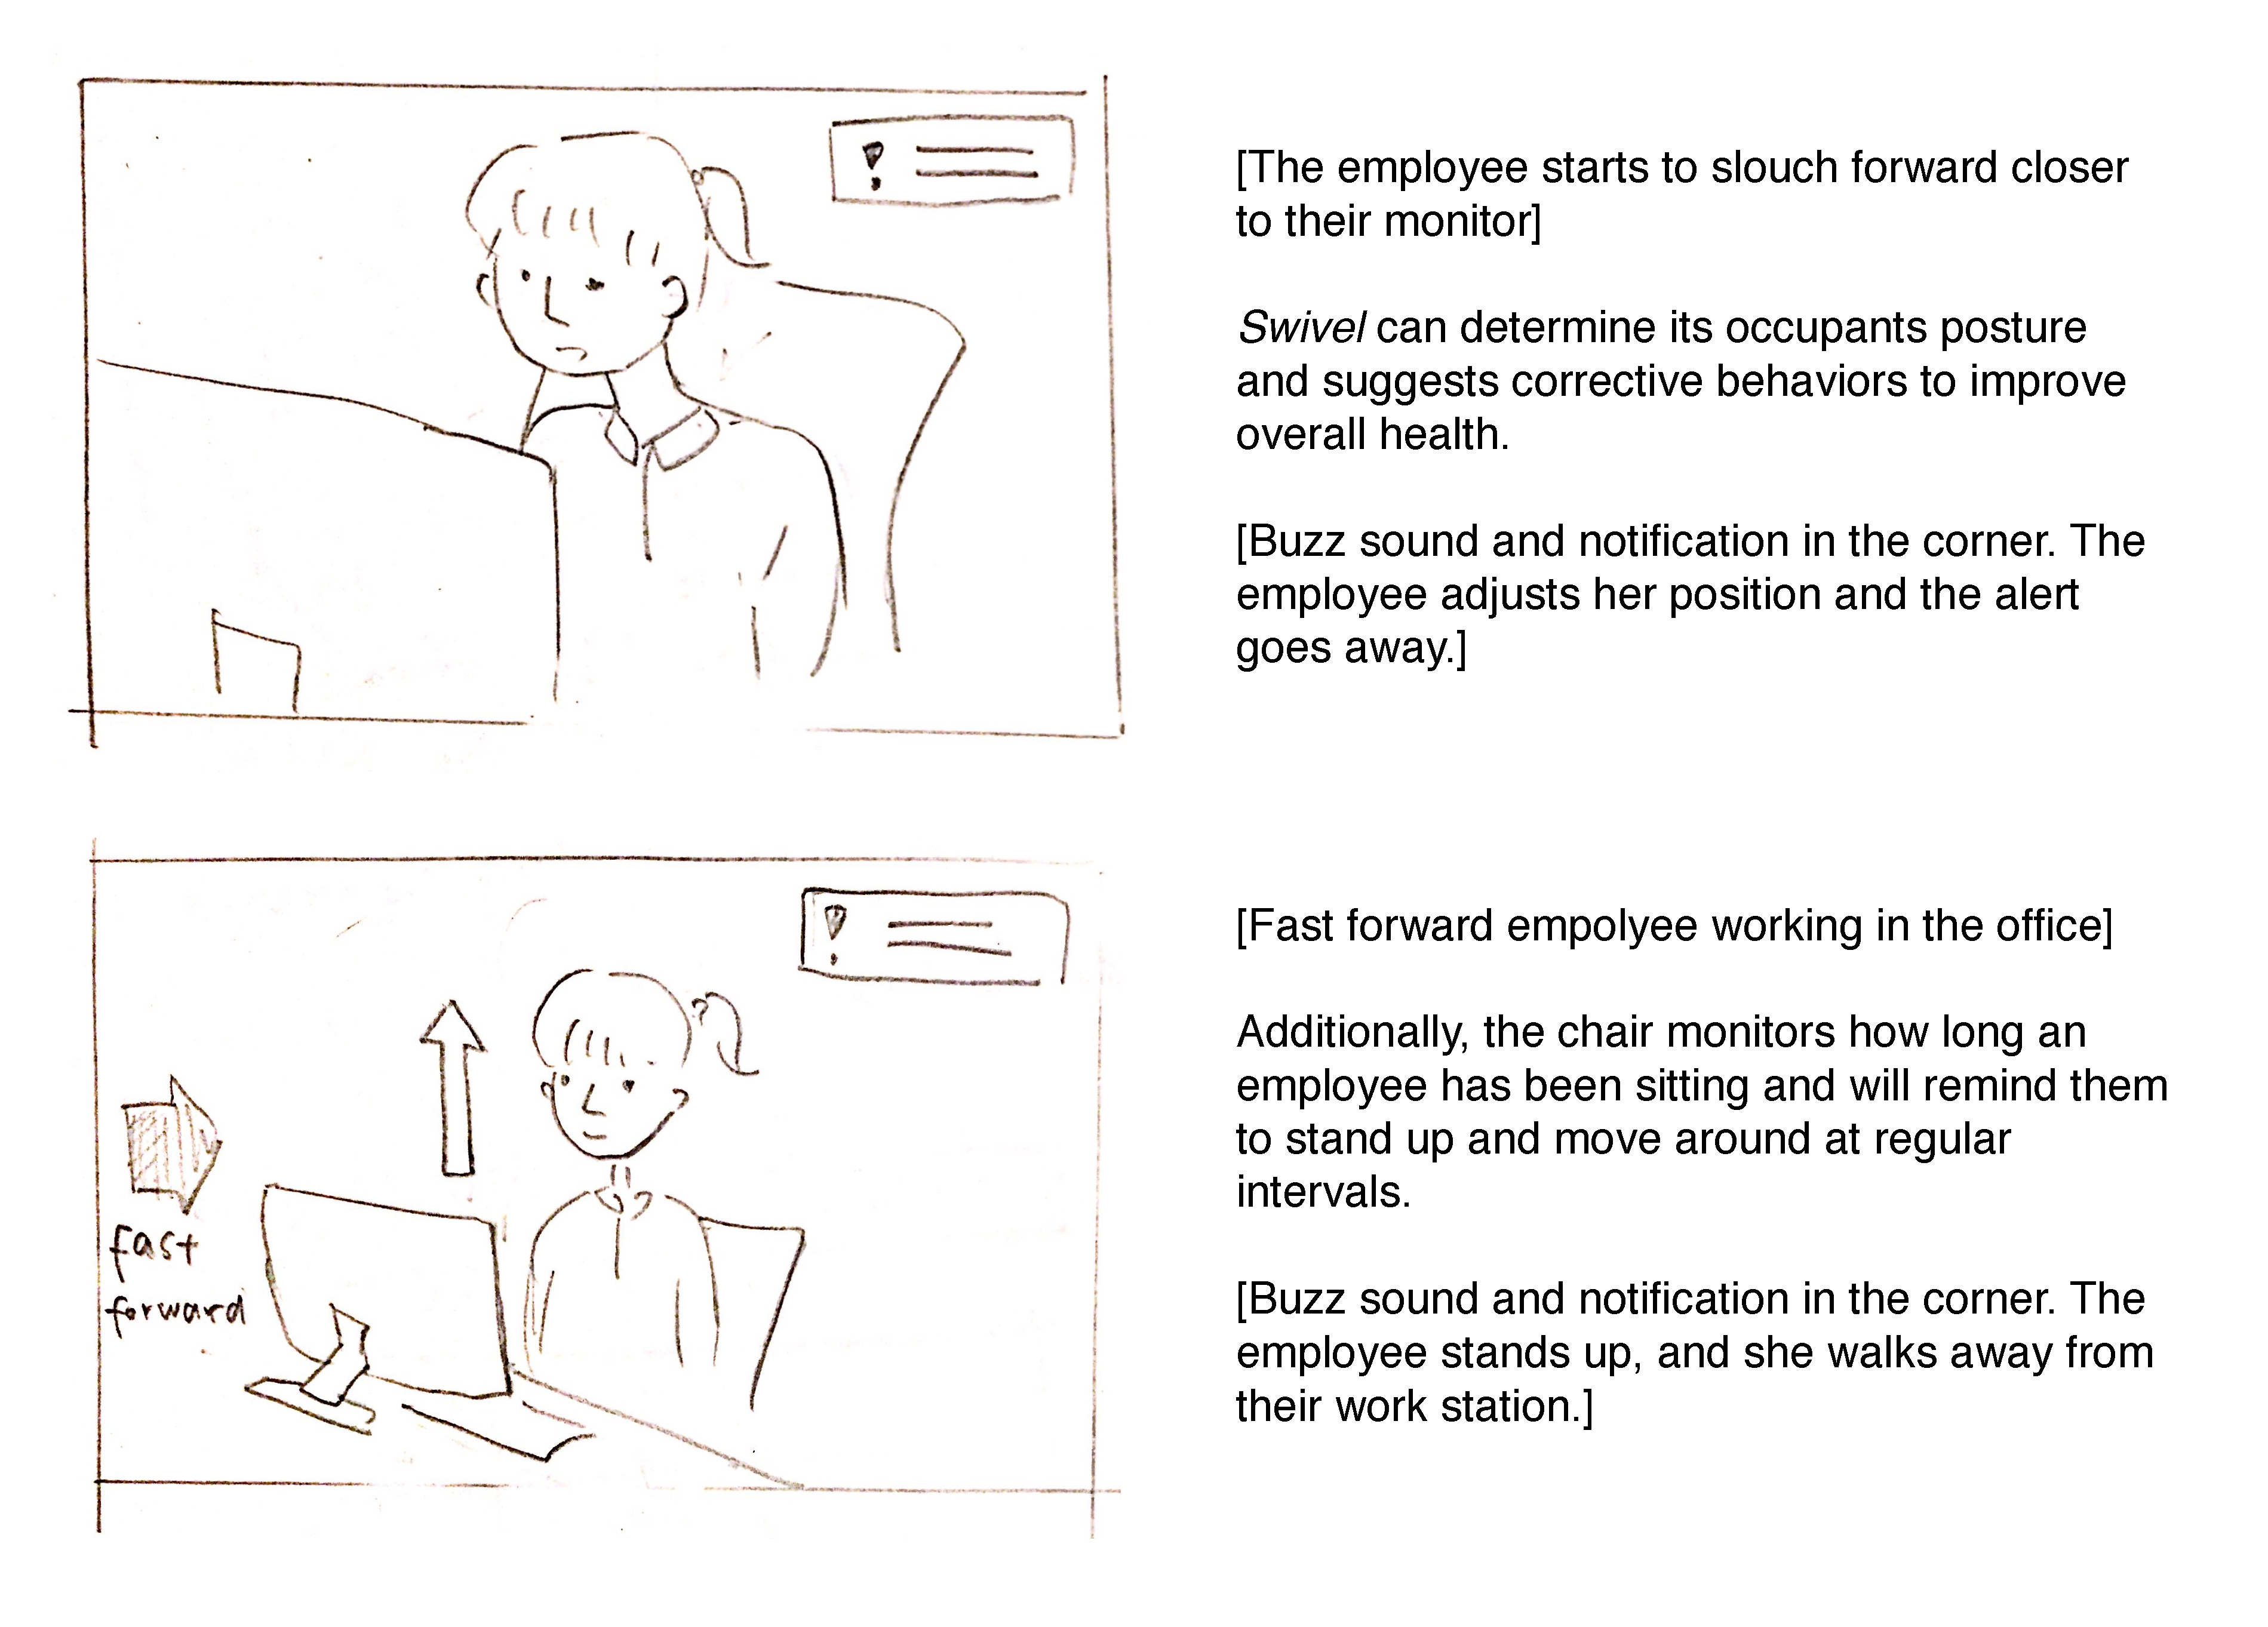 [The employee starts to slouch forward closer
to their monitor]
Swivel can determine its occupants posture
and suggests corrective behaviors to improve
overall health.
[Buzz sound and notification in the corner. The
employee adjusts her position and the alert
goes away.]
fast
forward
[Fast forward empolyee working in the office]
Additionally, the chair monitors how long an
employee has been sitting and will remind them
to stand up and move around at regular
intervals.
[Buzz sound and notification in the corner. The
employee stands up, and she walks away from
their work station.]